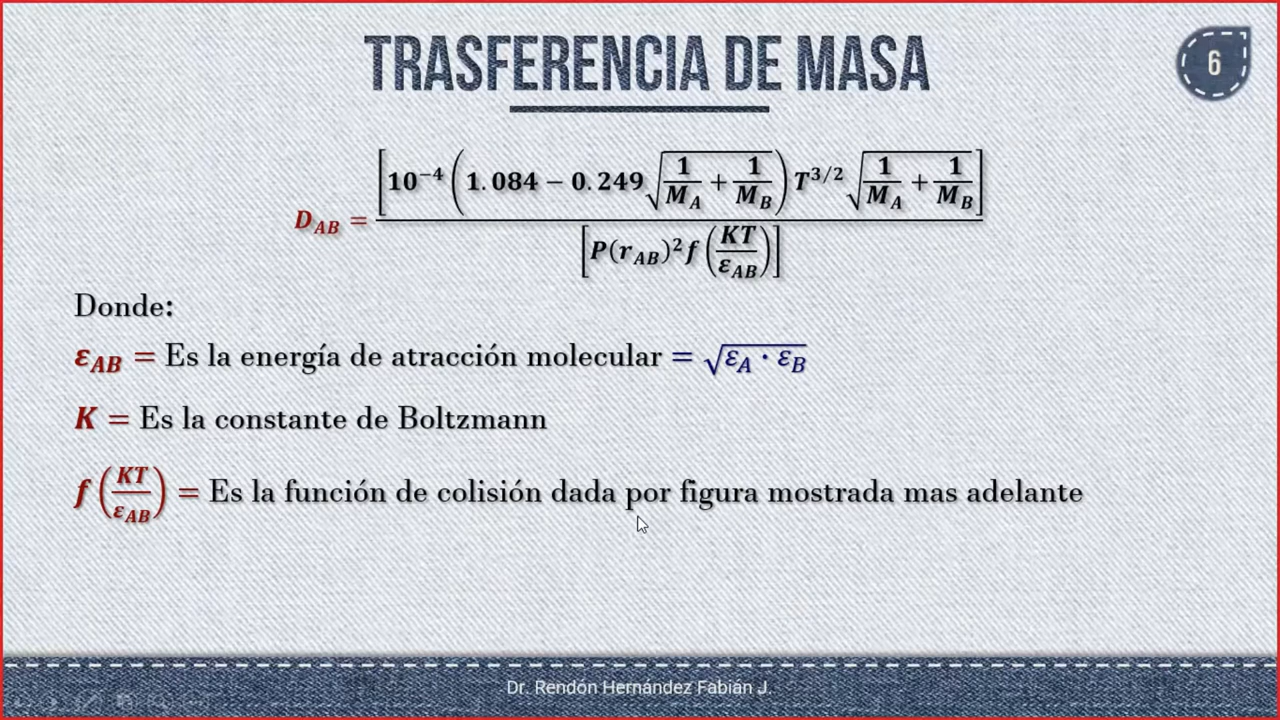 TRASFERENCIA DE MASA
6
D_AB = [10^−4 (1.084 − 0.249 √(1/M_A + 1/M_B)) T^3/2 √(1/M_A + 1/M_B)] / [P(r_AB)^2 f (KT/ε_AB)]
Donde:
ε_AB = Es la energía de atracción molecular = √(ε_A · ε_B)
K = Es la constante de Boltzmann
f (KT/ε_AB) = Es la función de colisión dada por figura mostrada mas adelante
Dr. Rendón Hernández Fabián J.